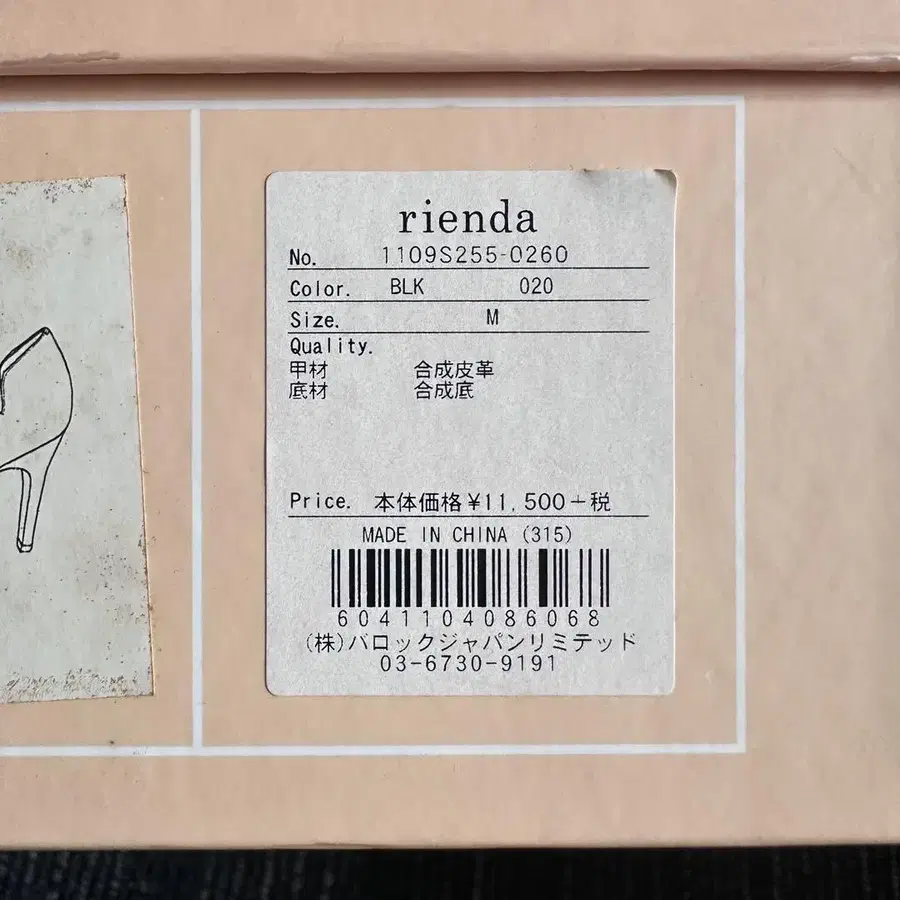 rienda
No. 1109S255-0260
Color. BLK 020
Size. M
Quality.
甲材 合成皮革
底材 合成底
Price. 本体価格¥11,500+税
MADE IN CHINA (315)
6041104086068
(株)バロックジャパンリミテッド
03-6730-9191